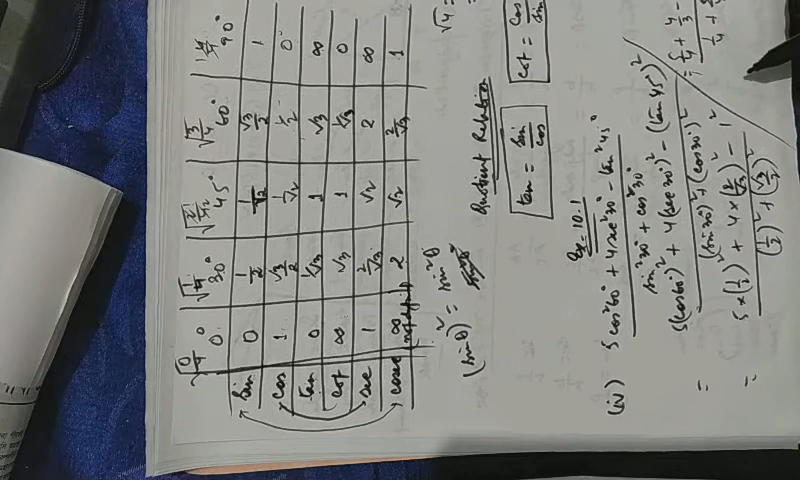 √0/4 √1/4 √2/4=1/2 √3/4 4/4
0° 30° 45° 60° 90°
sin 0 1/2 1/√2 √3/2 1
cos 1 √3/2 1/√2 1/2 0
tan 0 1/√3 1 √3 ∞
cot ∞ √3 1 1/√3 0
sec 1 2/√3 √2 2 ∞
cosec ∞ 2 √2 2/√3 1
(sinθ)² = sin²θ
√4 =
Quotient Relation
tan = sin/cos
cot = cos/sin
Ex = 10.1
(iv) 5cos²60° + 4sec²30° - tan²45°
sin²30° + cos²30°
= 5(cos60°)² + 4(sec30°)² - (tan45°)²
(sin30°)² + (cos30°)²
= 5×(1/2)² + 4×(2/√3)² - 1²
(1/2)² + (√3/2)²